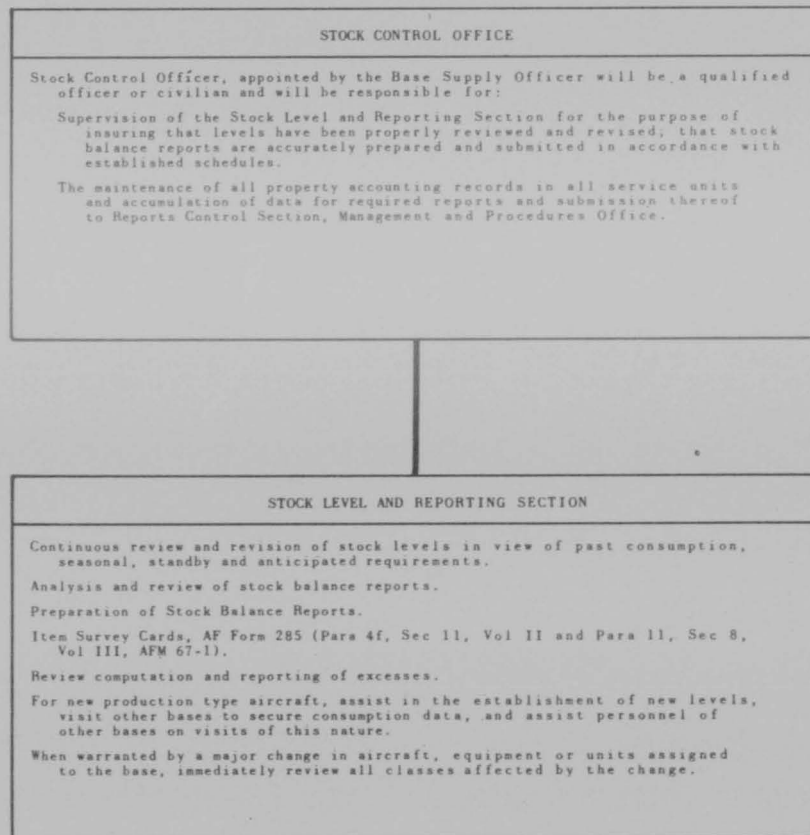 STOCK CONTROL OFFICE
Stock Control Officer, appointed by the Base Supply Officer will be a qualified
officer or civilian and will be responsible for:
Supervision of the Stock Level and Reporting Section for the purpose of
insuring that levels have been properly reviewed and revised, that stock
balance reports are accurately prepared and submitted in accordance with
established schedules.
The maintenance of all property accounting records in all service units
and accumulation of data for required reports and submission thereof
to Reports Control Section, Management and Procedures Office.
STOCK LEVEL AND REPORTING SECTION
Continuous review and revision of stock levels in view of past consumption,
seasonal, standby and anticipated requirements.
Analysis and review of stock balance reports.
Preparation of Stock Balance Reports.
Item Survey Cards, AF Form 285 (Para 4f, Sec 11, Vol II and Para 11, Sec 8,
Vol III, AFM 67-1).
Review computation and reporting of excesses.
For new production type aircraft, assist in the establishment of new levels,
visit other bases to secure consumption data, and assist personnel of
other bases on visits of this nature.
When warranted by a major change in aircraft, equipment or units assigned
to the base, immediately review all classes affected by the change.